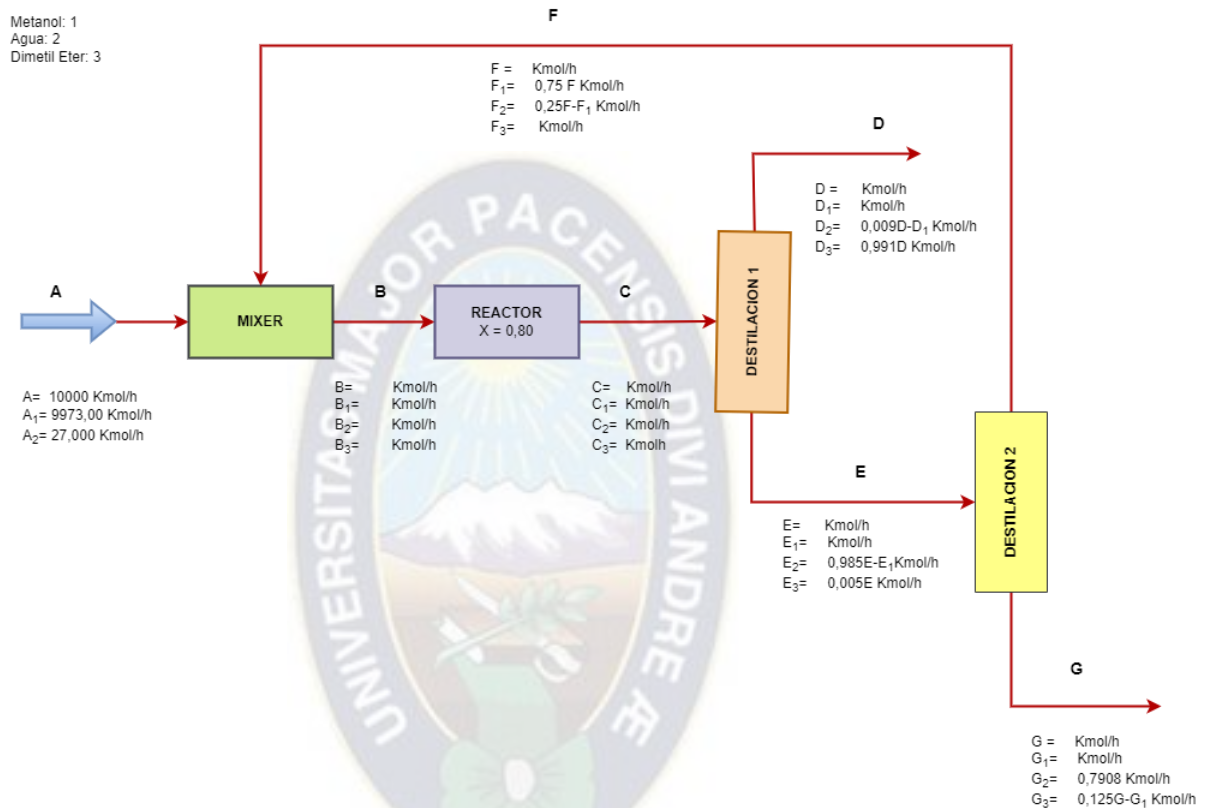 Metanol: 1
Agua: 2
Dimetil Eter: 3
F
F = Kmol/h
F₁= 0,75 F Kmol/h
F₂= 0,25F-F₁ Kmol/h
F₃= Kmol/h
D
D = Kmol/h
D₁= Kmol/h
D₂= 0,009D-D₁ Kmol/h
D₃= 0,991D Kmol/h
A
MIXER
B
REACTOR
X = 0,80
C
DESTILACION 1
A= 10000 Kmol/h
A₁= 9973,00 Kmol/h
A₂= 27,000 Kmol/h
B= Kmol/h
B₁= Kmol/h
B₂= Kmol/h
B₃= Kmol/h
C= Kmol/h
C₁= Kmol/h
C₂= Kmol/h
C₃= Kmolh
E
E= Kmol/h
E₁= Kmol/h
E₂= 0,985E-E₁Kmol/h
E₃= 0,005E Kmol/h
DESTILACION 2
G
G = Kmol/h
G₁= Kmol/h
G₂= 0,7908 Kmol/h
G₃= 0,125G-G₁ Kmol/h
UNIVERSITAS MAJOR PACENSIS DIVI ANDRE Æ